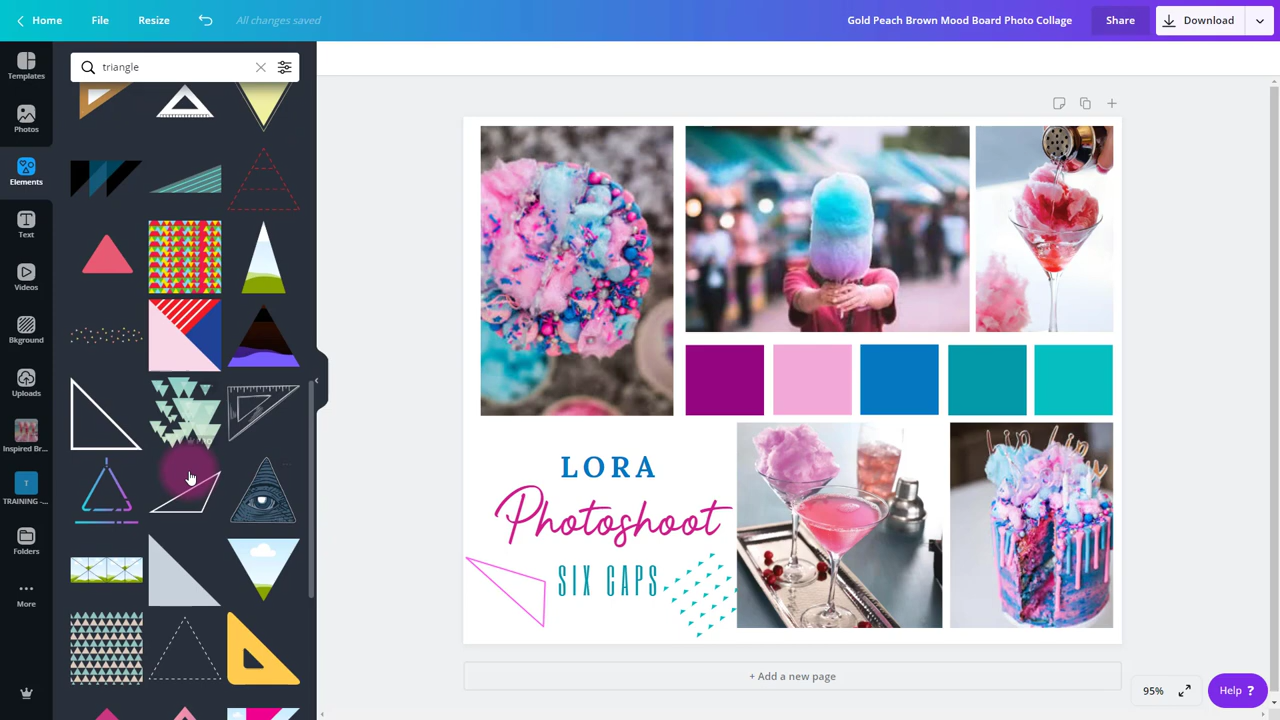 Home
File
Resize
All changes saved
Gold Peach Brown Mood Board Photo Collage
Share
Download
Templates
Photos
Elements
Text
Videos
Bkground
Uploads
Inspired Br...
TRAINING -...
Folders
More
triangle
LORA
Photoshoot
SIX CAPS
+ Add a new page
95%
Help ?